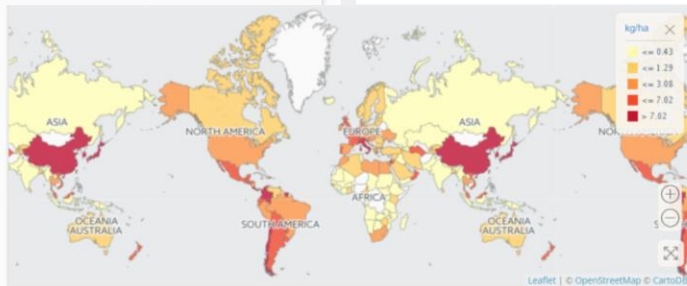 kg/ha
<= 0.43
<= 1.29
<= 3.08
<= 7.02
> 7.02
ASIA
NORTH AMERICA
EUROPE
ASIA
NOR
AFRICA
OCEANIA
AUSTRALIA
SOUTH AMERICA
OCEANIA
AUSTRALIA
S
Leaflet | © OpenStreetMap © CartoDB